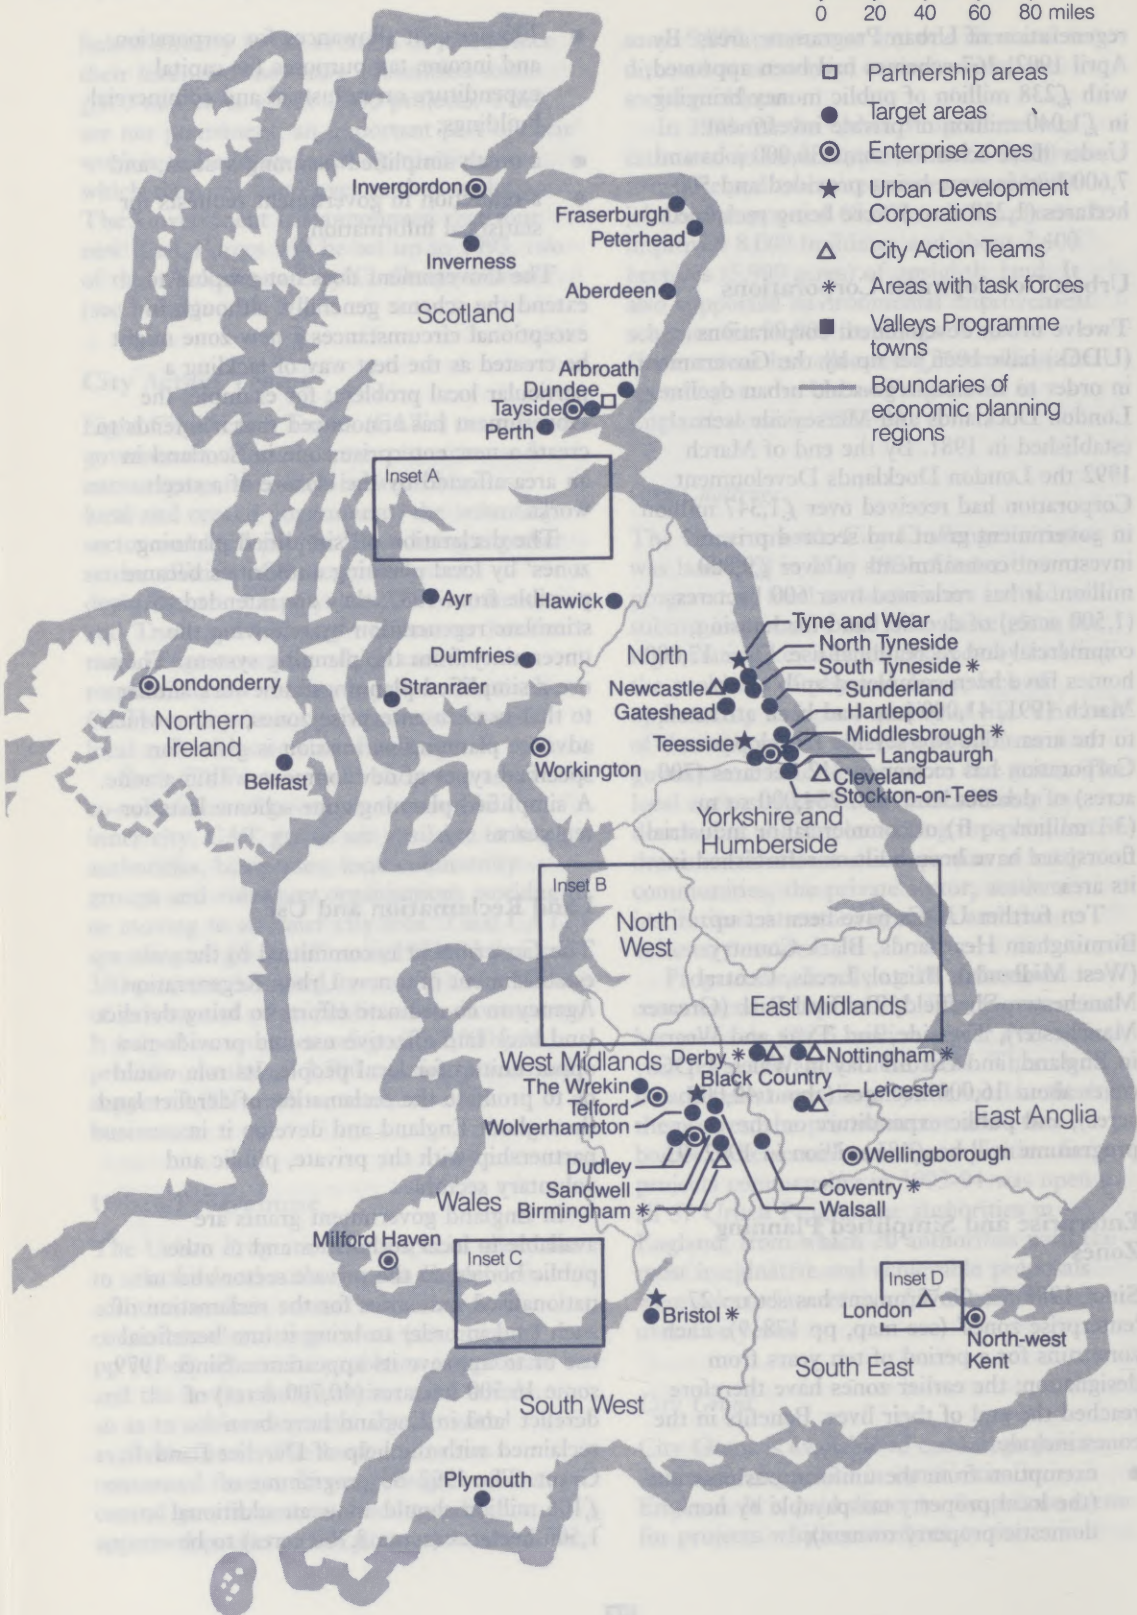 0 20 40 60 80 miles
Partnership areas
Target areas
Enterprise zones
Urban Development
Corporations
City Action Teams
Areas with task forces
Valleys Programme
towns
Boundaries of
economic planning
regions
Invergordon
Inverness
Fraserburgh
Peterhead
Aberdeen
Scotland
Arbroath
Dundee
Tayside
Perth
Inset A
Ayr
Hawick
Dumfries
Stranraer
Londonderry
Northern
Ireland
Belfast
Workington
North
Tyne and Wear
North Tyneside
South Tyneside *
Newcastle
Sunderland
Gateshead
Hartlepool
Middlesbrough *
Teesside
Langbaurgh
Cleveland
Stockton-on-Tees
Yorkshire and
Humberside
Inset B
North
West
East Midlands
West Midlands
Derby *
Nottingham *
The Wrekin
Black Country
Telford
Leicester
Wolverhampton
East Anglia
Wellingborough
Dudley
Sandwell
Coventry *
Birmingham *
Walsall
Wales
Milford Haven
Inset C
Bristol *
Inset D
London
North-west
Kent
South East
South West
Plymouth